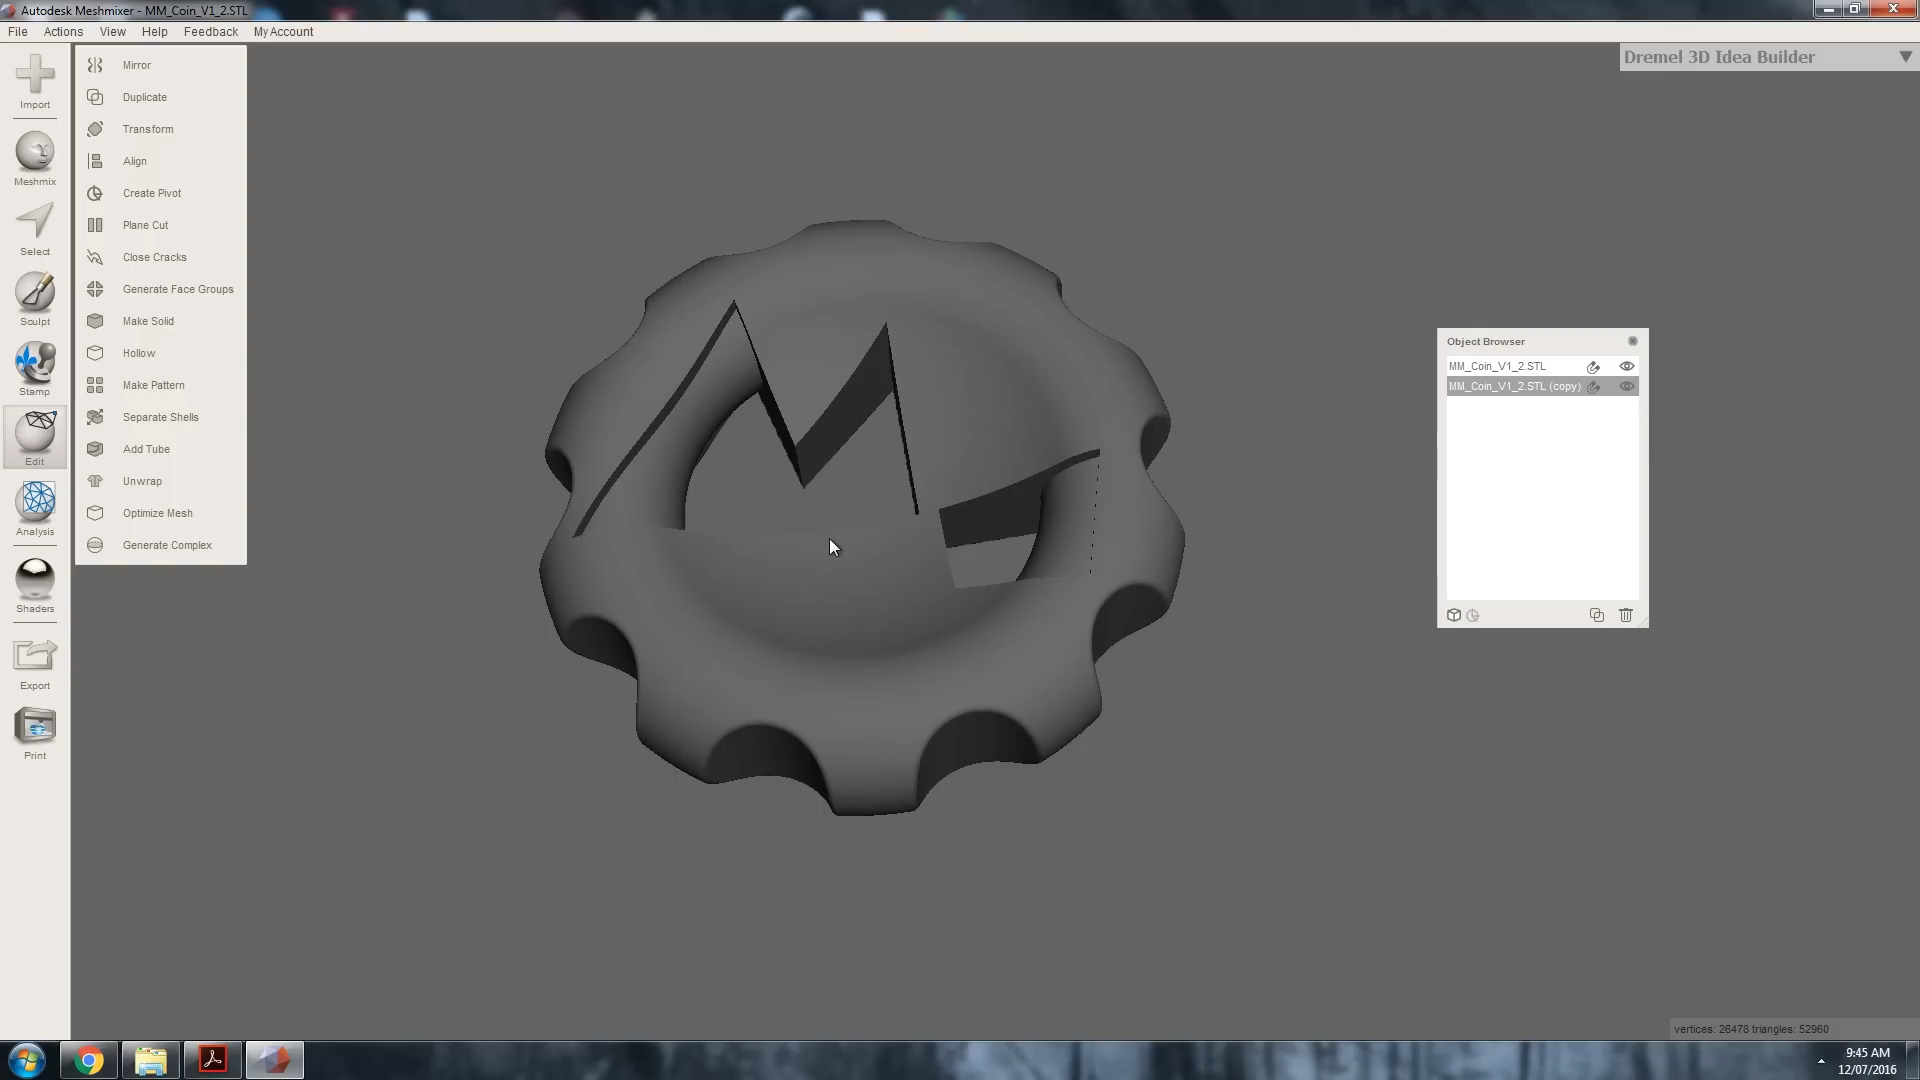 Autodesk Meshmixer - MM_Coin_V1_2.STL
File Actions View Help Feedback My Account
Import
Meshmix
Select
Sculpt
Stamp
Edit
Analysis
Shaders
Export
Print
Mirror
Duplicate
Transform
Align
Create Pivot
Plane Cut
Close Cracks
Generate Face Groups
Make Solid
Hollow
Make Pattern
Separate Shells
Add Tube
Unwrap
Optimize Mesh
Generate Complex
Dremel 3D Idea Builder
Object Browser
MM_Coin_V1_2.STL
MM_Coin_V1_2.STL (copy)
vertices: 26478 triangles: 52960
9:45 AM
12/07/2016